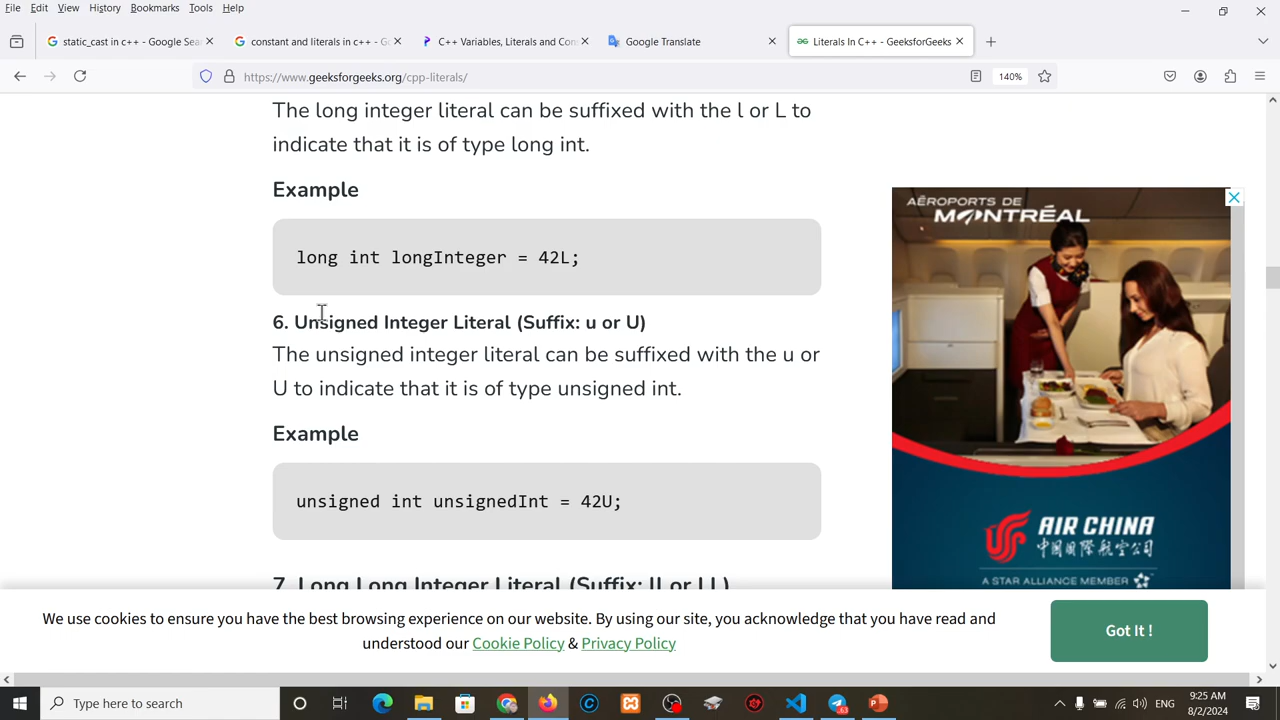 File Edit View History Bookmarks Tools Help
static_cast in c++ - Google Sea
constant and literals in c++ - G
C++ Variables, Literals and Con
Google Translate
Literals In C++ - GeeksforGeeks
https://www.geeksforgeeks.org/cpp-literals/
140%
The long integer literal can be suffixed with the l or L to
indicate that it is of type long int.
Example
long int longInteger = 42L;
6. Unsigned Integer Literal (Suffix: u or U)
The unsigned integer literal can be suffixed with the u or
U to indicate that it is of type unsigned int.
Example
unsigned int unsignedInt = 42U;
7. Long Long Integer Literal (Suffix: ll or LL)
AÉROPORTS DE
MONTRÉAL
AIR CHINA
中国国際航空公司
A STAR ALLIANCE MEMBER
We use cookies to ensure you have the best browsing experience on our website. By using our site, you acknowledge that you have read and
understood our Cookie Policy & Privacy Policy
Got It !
Type here to search
63
ENG
9:25 AM
8/2/2024